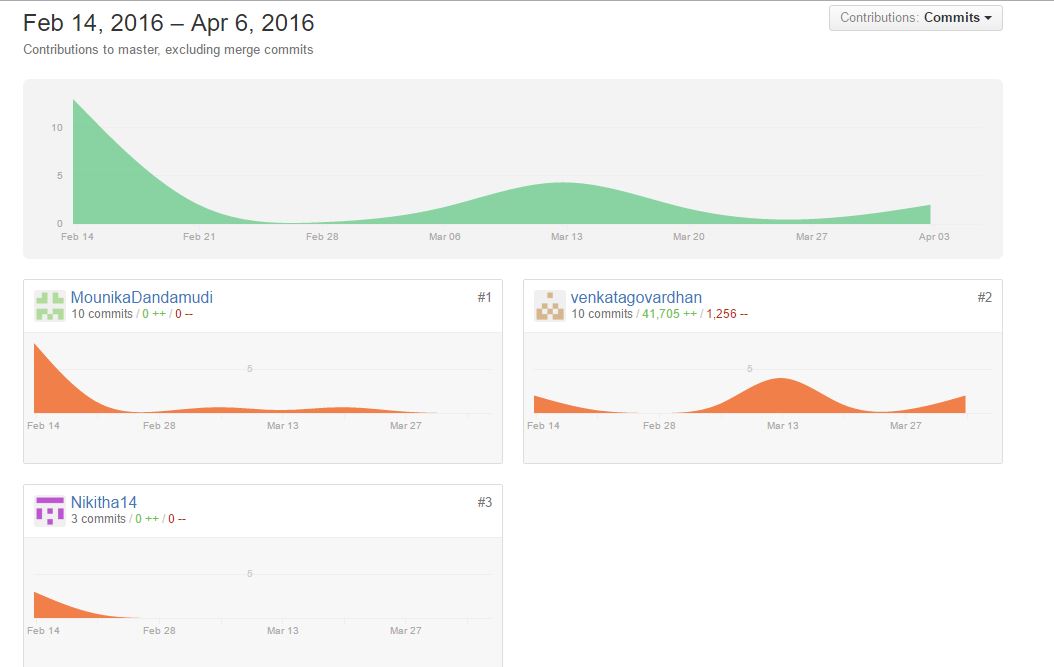 Feb 14, 2016 – Apr 6, 2016
Contributions: Commits
Contributions to master, excluding merge commits
10
5
0
Feb 14 Feb 21 Feb 28 Mar 06 Mar 13 Mar 20 Mar 27 Apr 03
MounikaDandamudi #1
10 commits / 0 ++ / 0 --
5
Feb 14 Feb 28 Mar 13 Mar 27
venkatagovardhan #2
10 commits / 41,705 ++ / 1,256 --
5
Feb 14 Feb 28 Mar 13 Mar 27
Nikitha14 #3
3 commits / 0 ++ / 0 --
5
Feb 14 Feb 28 Mar 13 Mar 27